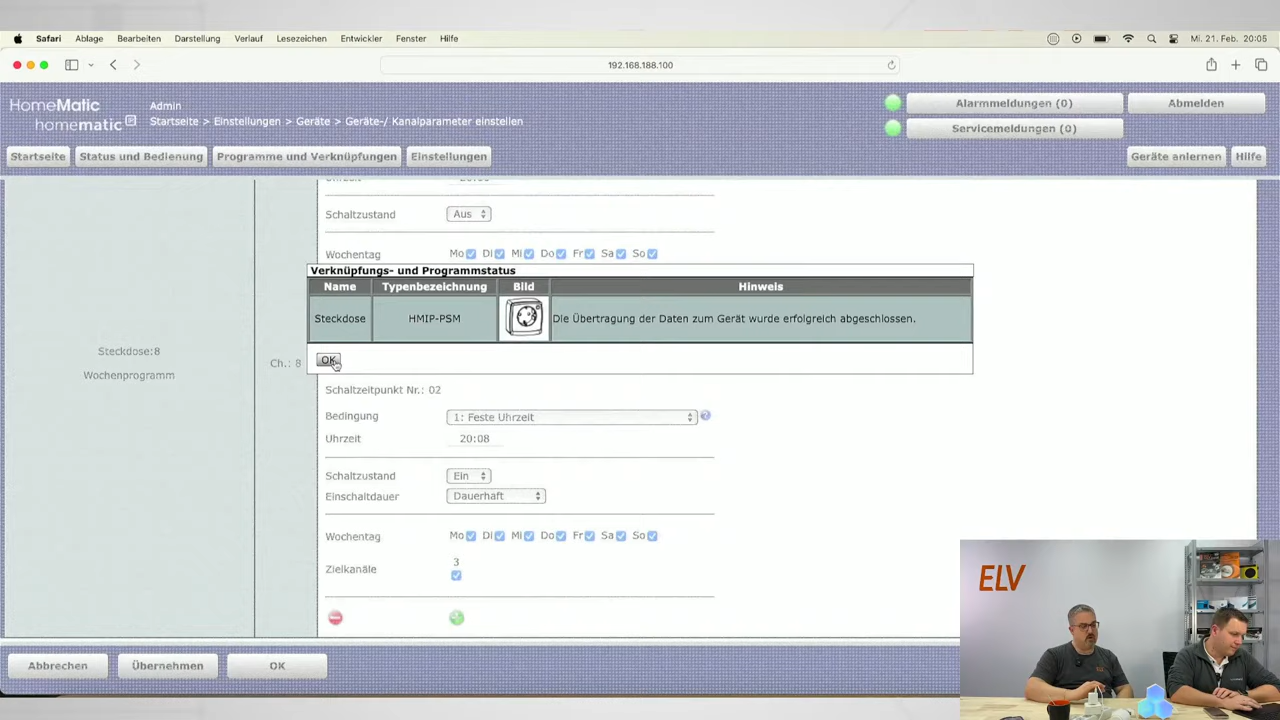 Safari Ablage Bearbeiten Darstellung Verlauf Lesezeichen Entwickler Fenster Hilfe Mi. 21. Feb. 20:05
192.168.188.100
HomeMatic
homematic
Admin
Startseite > Einstellungen > Geräte > Geräte-/ Kanalparameter einstellen
Alarmmeldungen (0) Abmelden
Servicemeldungen (0)
Startseite Status und Bedienung Programme und Verknüpfungen Einstellungen Geräte anlernen Hilfe
Schaltzustand Aus
Wochentag Mo Di Mi Do Fr Sa So
Verknüpfungs- und Programmstatus
Name Typenbezeichnung Bild Hinweis
Steckdose HMIP-PSM Die Übertragung der Daten zum Gerät wurde erfolgreich abgeschlossen.
OK
Steckdose:8
Wochenprogramm
Ch.: 8
Schaltzeitpunkt Nr.: 02
Bedingung 1: Feste Uhrzeit
Uhrzeit 20:08
Schaltzustand Ein
Einschaltdauer Dauerhaft
Wochentag Mo Di Mi Do Fr Sa So
Zielkanäle 3
Abbrechen Übernehmen OK
ELV